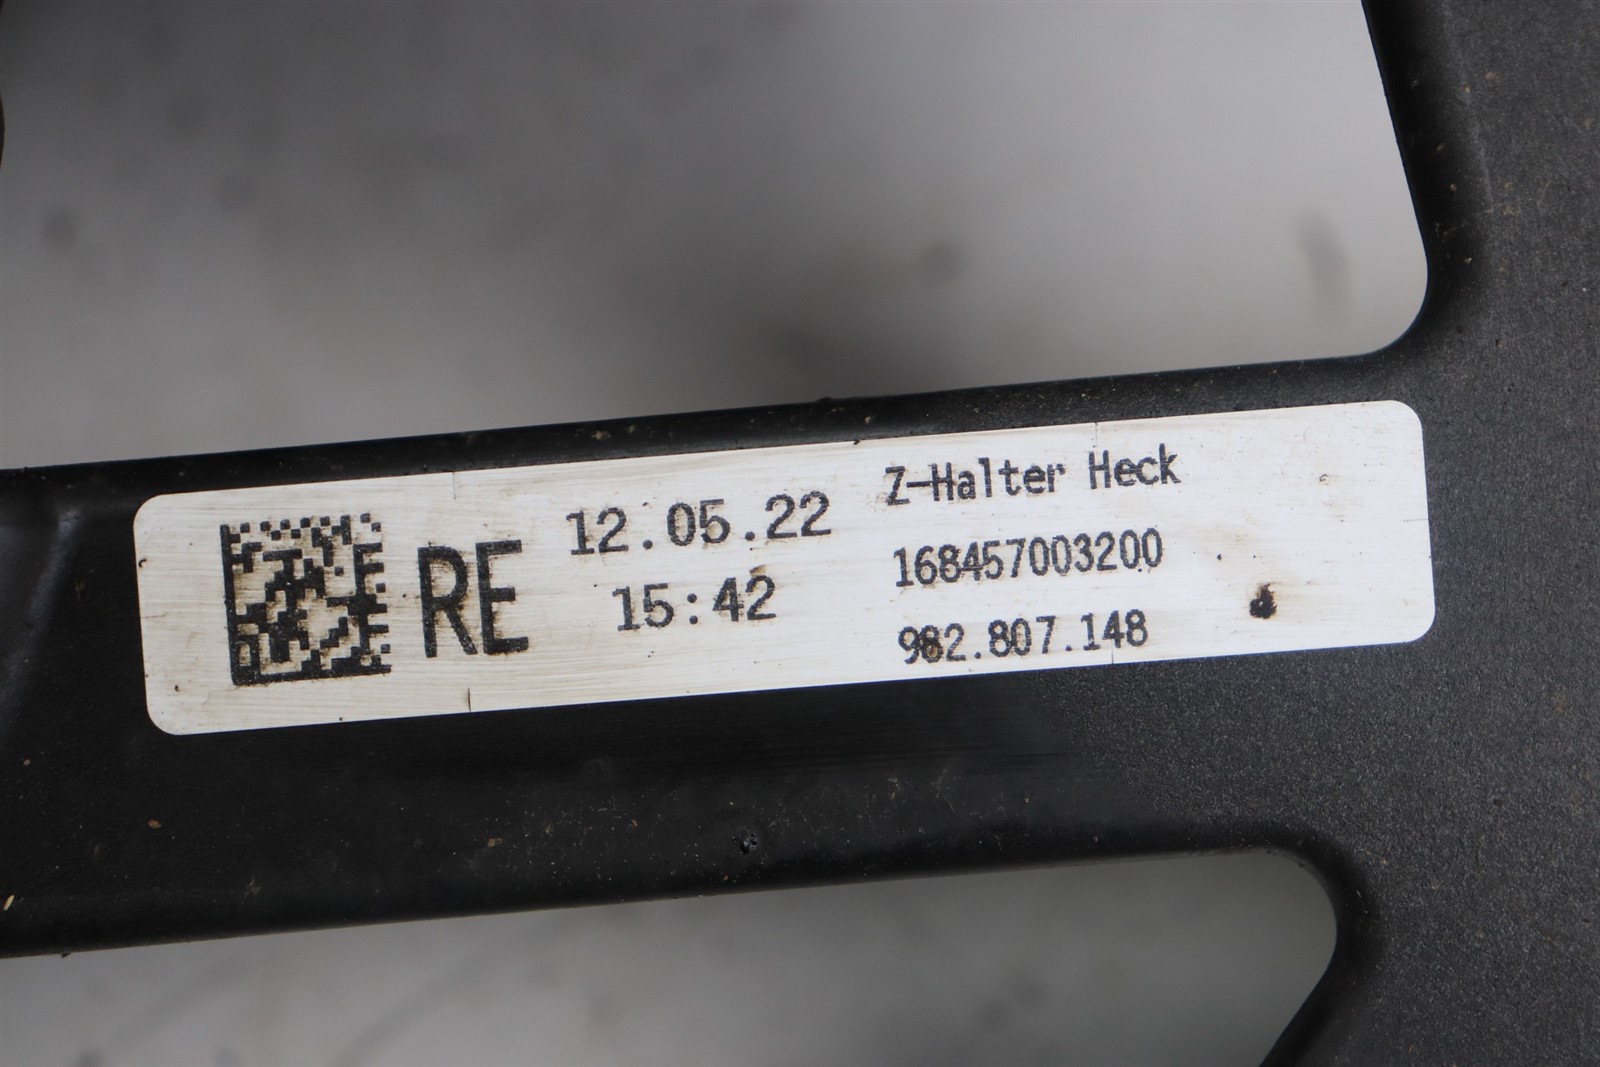 RE
12.05.22
15:42
Z-Halter Heck
168457003200
982.807.148